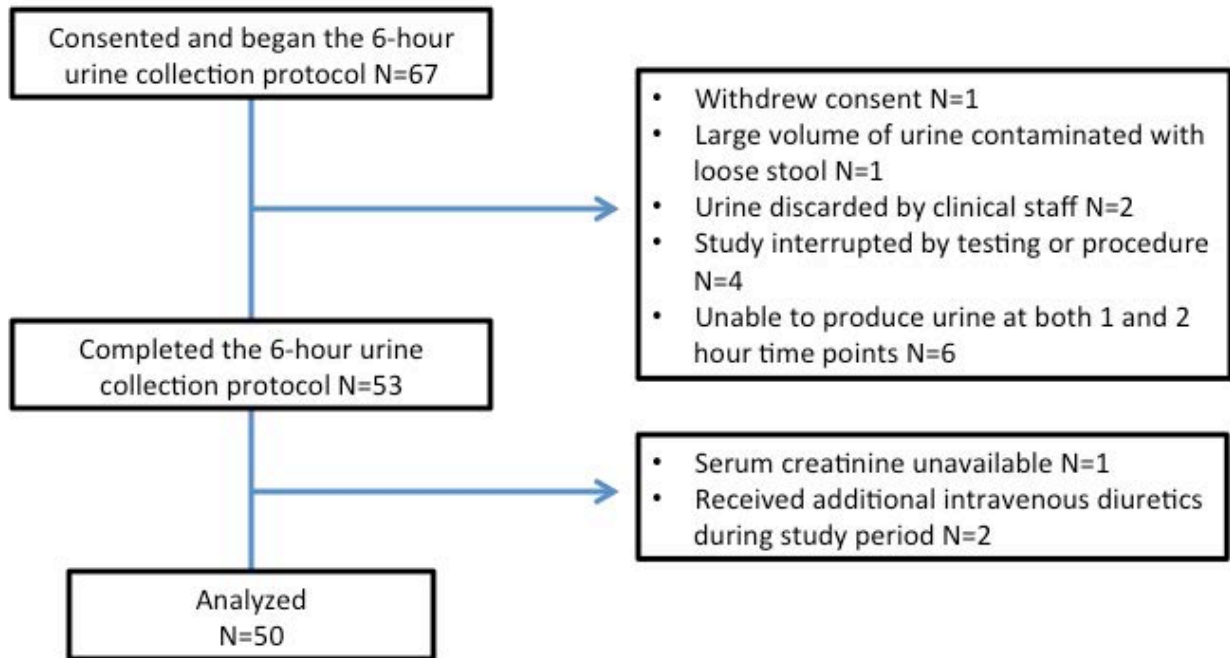 Consented and began the 6-hour
urine collection protocol N=67
• Withdrew consent N=1
• Large volume of urine contaminated with
loose stool N=1
• Urine discarded by clinical staff N=2
• Study interrupted by testing or procedure
N=4
• Unable to produce urine at both 1 and 2
hour time points N=6
Completed the 6-hour urine
collection protocol N=53
• Serum creatinine unavailable N=1
• Received additional intravenous diuretics
during study period N=2
Analyzed
N=50